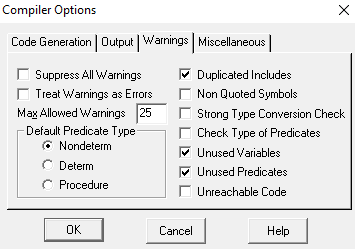 Compiler Options
Code Generation Output Warnings Miscellaneous
Suppress All Warnings
Treat Warnings as Errors
Max Allowed Warnings 25
Default Predicate Type
Nondeterm
Determ
Procedure
Duplicated Includes
Non Quoted Symbols
Strong Type Conversion Check
Check Type of Predicates
Unused Variables
Unused Predicates
Unreachable Code
OK Cancel Help